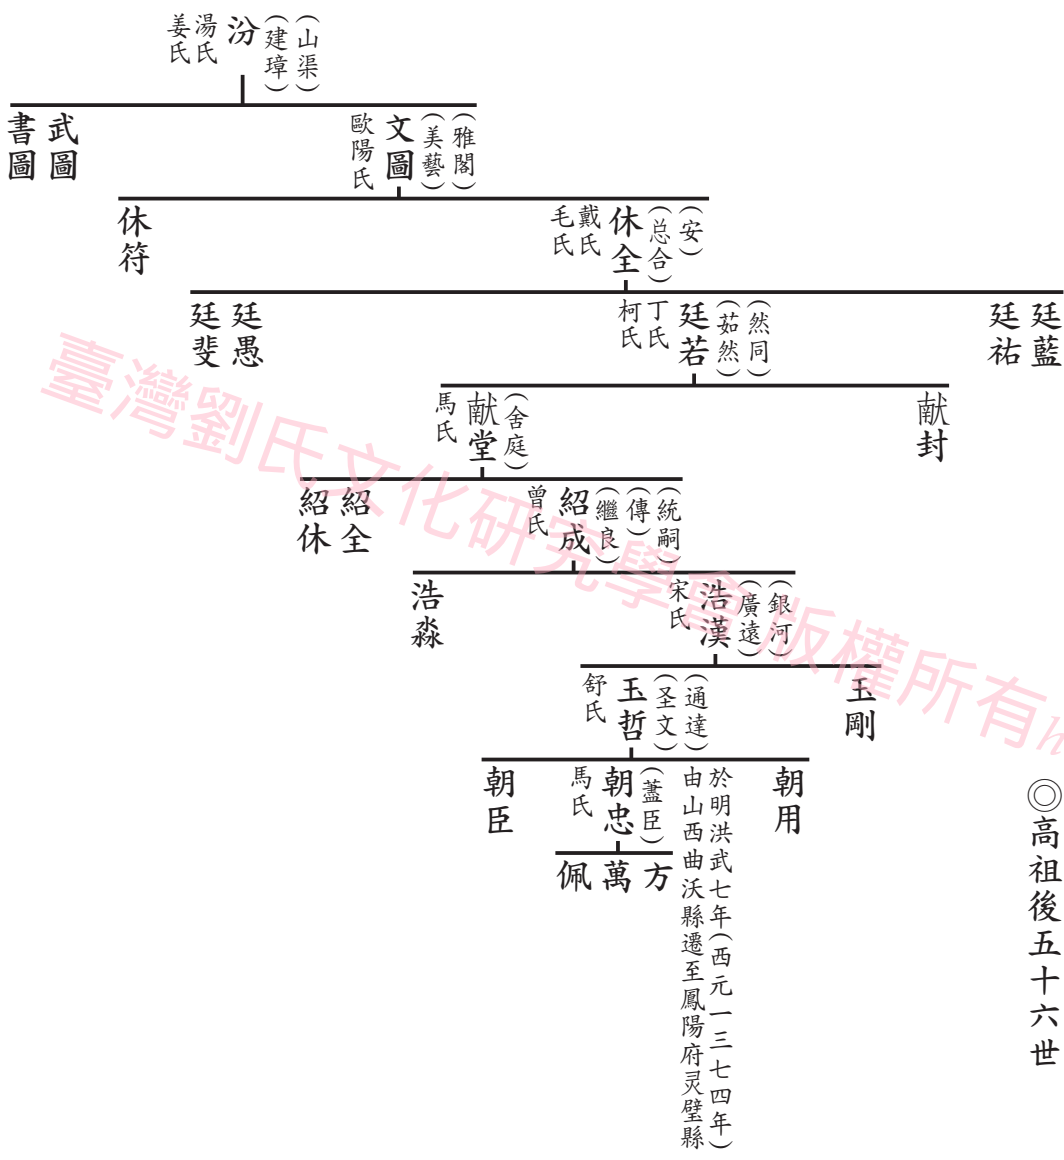 （山渠）
（建璋）
汾
湯氏
姜氏
（雅閣）
（美藝）
文圖
歐陽氏
武圖
書圖
（安）
（总合）
休全
戴氏
毛氏
休符
廷藍
廷祐
（然同）
（茹然）
廷若
丁氏
柯氏
廷愚
廷斐
献封
（舍庭）
献堂
馬氏
（統嗣）
（傳）
（繼良）
紹成
曾氏
紹全
紹休
（銀河）
（廣遠）
浩漢
宋氏
浩淼
玉剛
（通達）
（圣文）
玉哲
舒氏
朝用
於明洪武七年（西元一三七四年）
由山西曲沃縣遷至鳳陽府灵璧縣
（藎臣）
朝忠
馬氏
朝臣
方
萬
佩
◎高祖後五十六世
臺灣劉氏文化研究學會 版權所有h